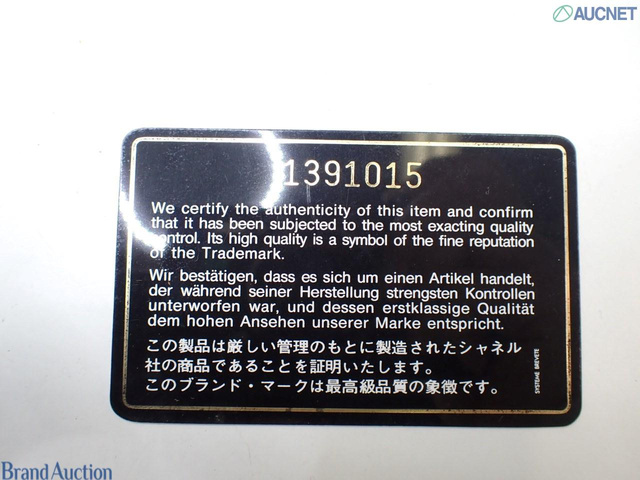 AUCNET
1391015
We certify the authenticity of this item and confirm
that it has been subjected to the most exacting quality
control. Its high quality is a symbol of the fine reputation
of the Trademark.
Wir bestätigen, dass es sich um einen Artikel handelt,
der während seiner Herstellung strengsten Kontrollen
unterworfen war, und dessen erstklassige Qualität
dem hohen Ansehen unserer Marke entspricht.
この製品は厳しい管理のもとに製造されたシャネル
社の商品であることを証明いたします。
このブランド・マークは最高級品質の象徴です。
SYSTEME BREVETE
Brand Auction